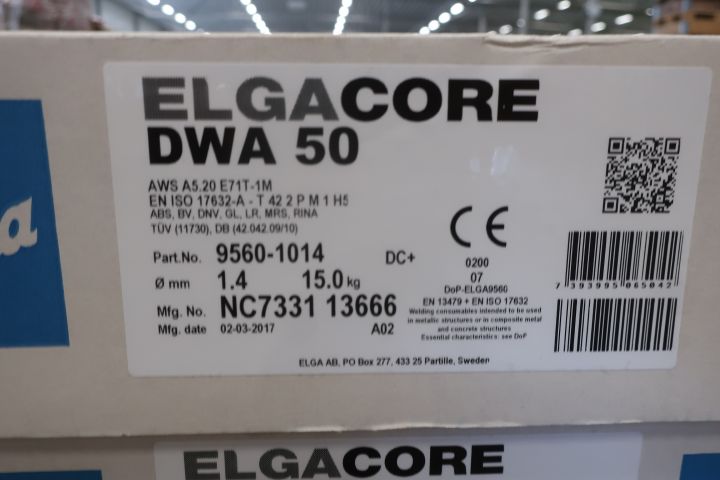 ELGACORE
DWA 50
AWS A5.20 E71T-1M
EN ISO 17632-A - T 42 2 P M 1 H5
ABS, BV, DNV, GL, LR, MRS, RINA
TÜV (11730), DB (42.042.09/10)
Part.No. 9560-1014 DC+
Ø mm 1.4 15.0 kg
Mfg. No. NC7331 13666
Mfg. date 02-03-2017 A02
CE
0200
07
DoP-ELGA9560
EN 13479 + EN ISO 17632
Welding consumables intended to be used
in metallic structures or in composite metal
and concrete structures
Essential characteristics: see DoP
7 393995 065042
ELGA AB, PO Box 277, 433 25 Partille, Sweden
a
ELGACORE